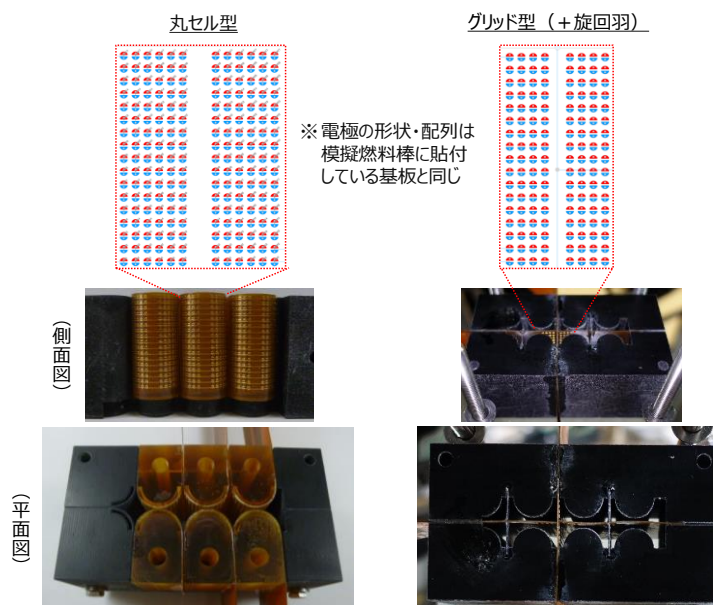 丸セル型
グリッド型（＋旋回羽）
※電極の形状・配列は
模擬燃料棒に貼付
している基板と同じ
（側面図）
（平面図）